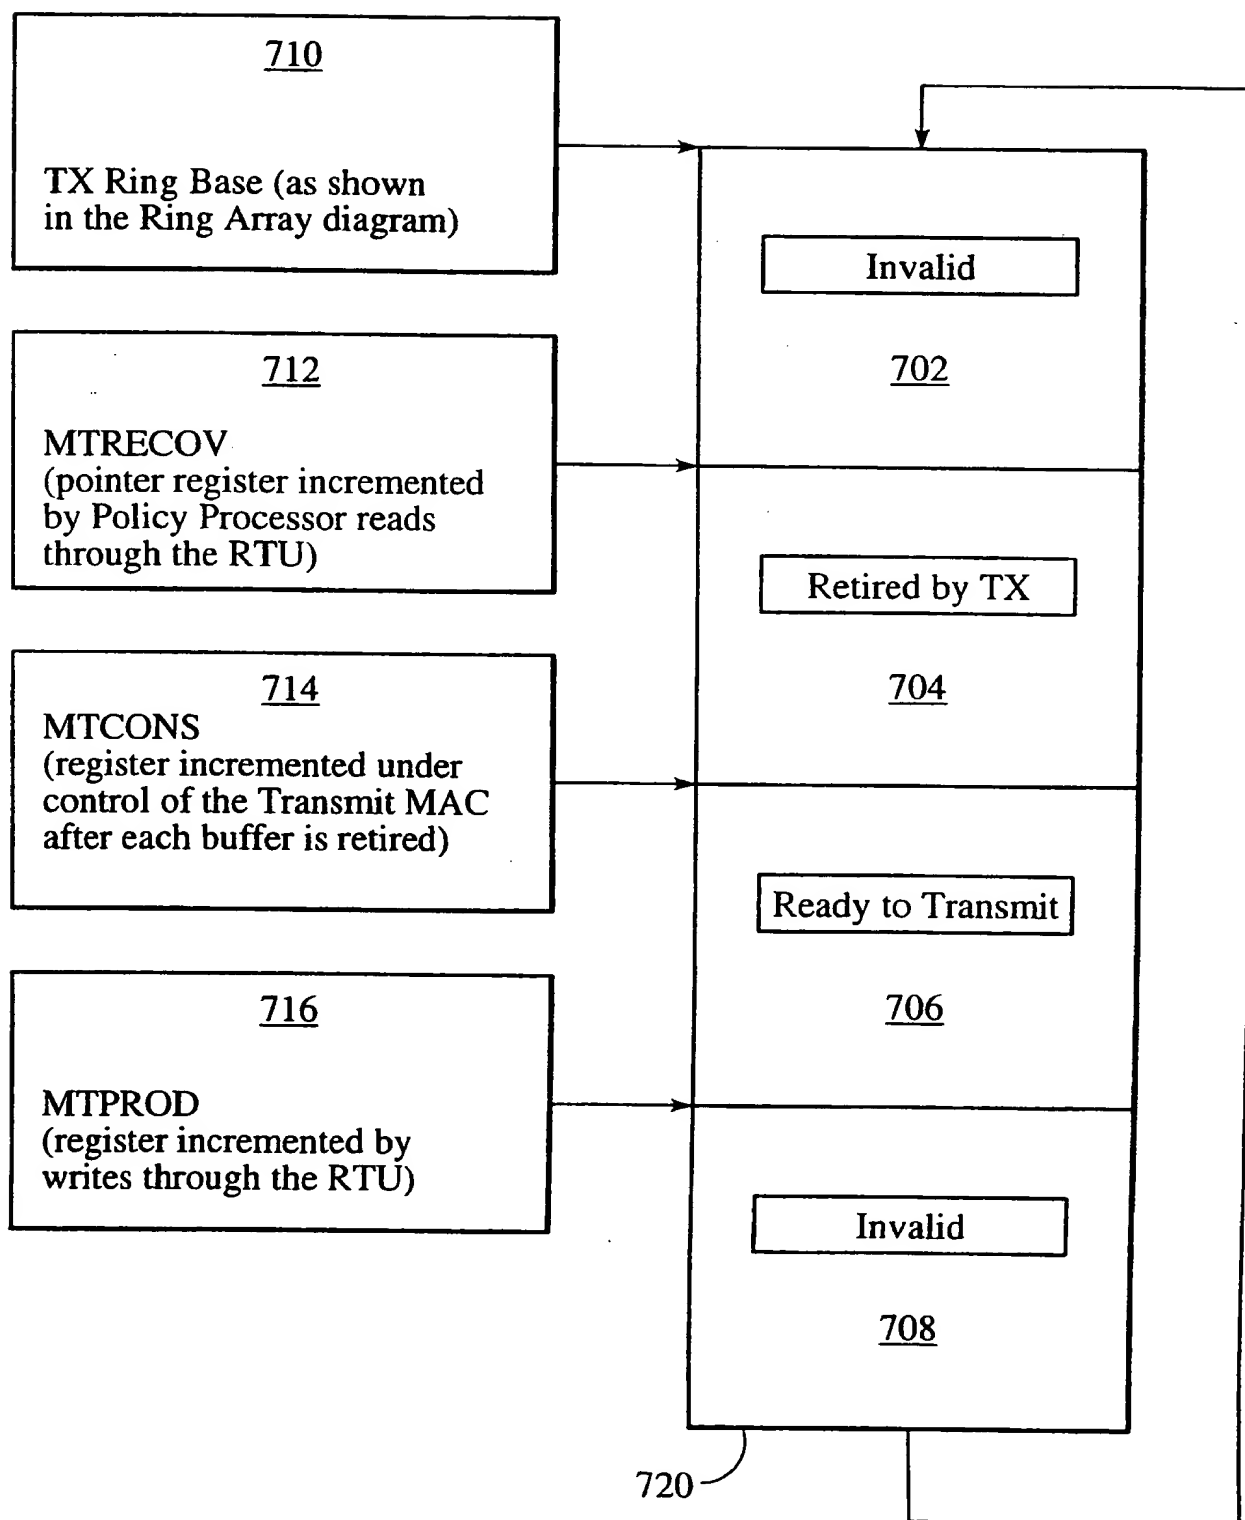 710
TX Ring Base (as shown
in the Ring Array diagram)
712
MTRECOV
(pointer register incremented
by Policy Processor reads
through the RTU)
714
MTCONS
(register incremented under
control of the Transmit MAC
after each buffer is retired)
716
MTPROD
(register incremented by
writes through the RTU)
Invalid
702
Retired by TX
704
Ready to Transmit
706
Invalid
708
720